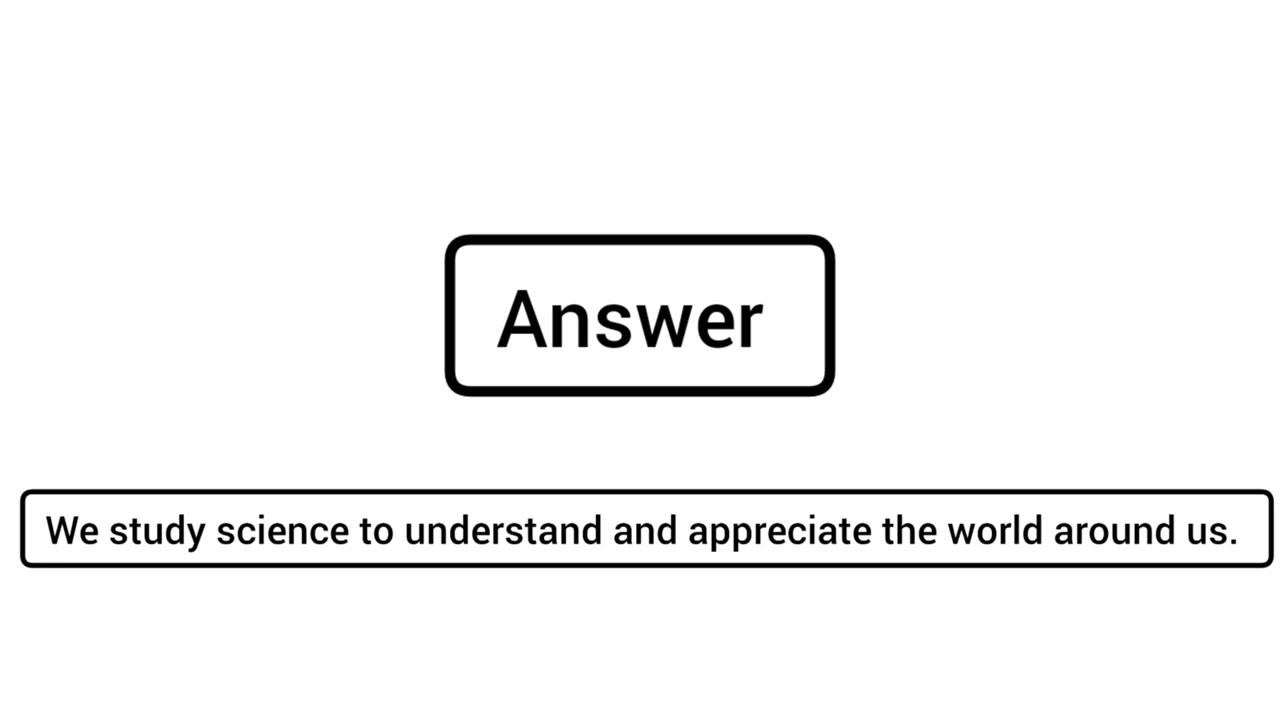 Answer
We study science to understand and appreciate the world around us.